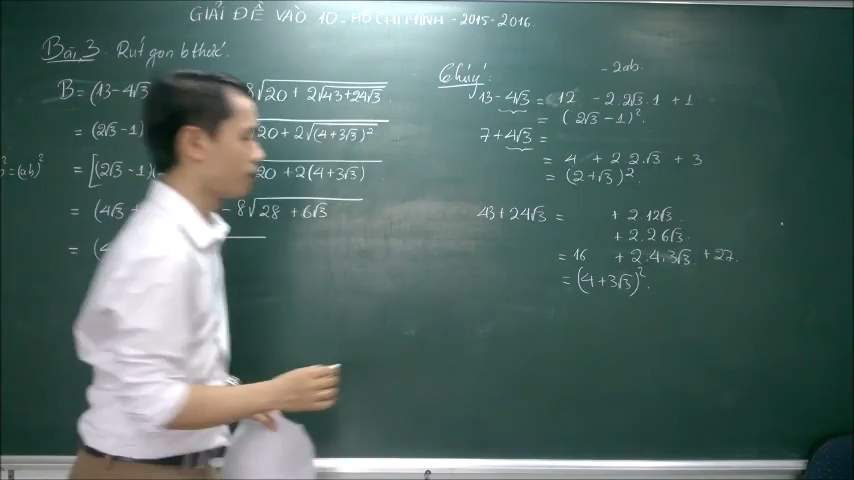 GIẢI ĐỀ VÀO 10 - HỒ CHÍ MINH - 2015-2016.
Bài 3 Rút gọn b thức.
B = (13-4√3 8√20 + 2√43+24√3
= (2√3-1) 20 + 2√(4+3√3)²
²=(ab)² = [(2√3-1)( 20 + 2(4+3√3)
= (4√3 + - 8√28 + 6√3
= (4
Chú ý: -2ab.
13-4√3 = 12 - 2.2√3.1 + 1
= (2√3-1)².
7+4√3 =
= 4 + 2.2.√3 + 3
= (2+√3)².
43+24√3 = + 2.12√3.
+ 2.26√3.
= 16 + 2.4.3√3 + 27.
= (4+3√3)².